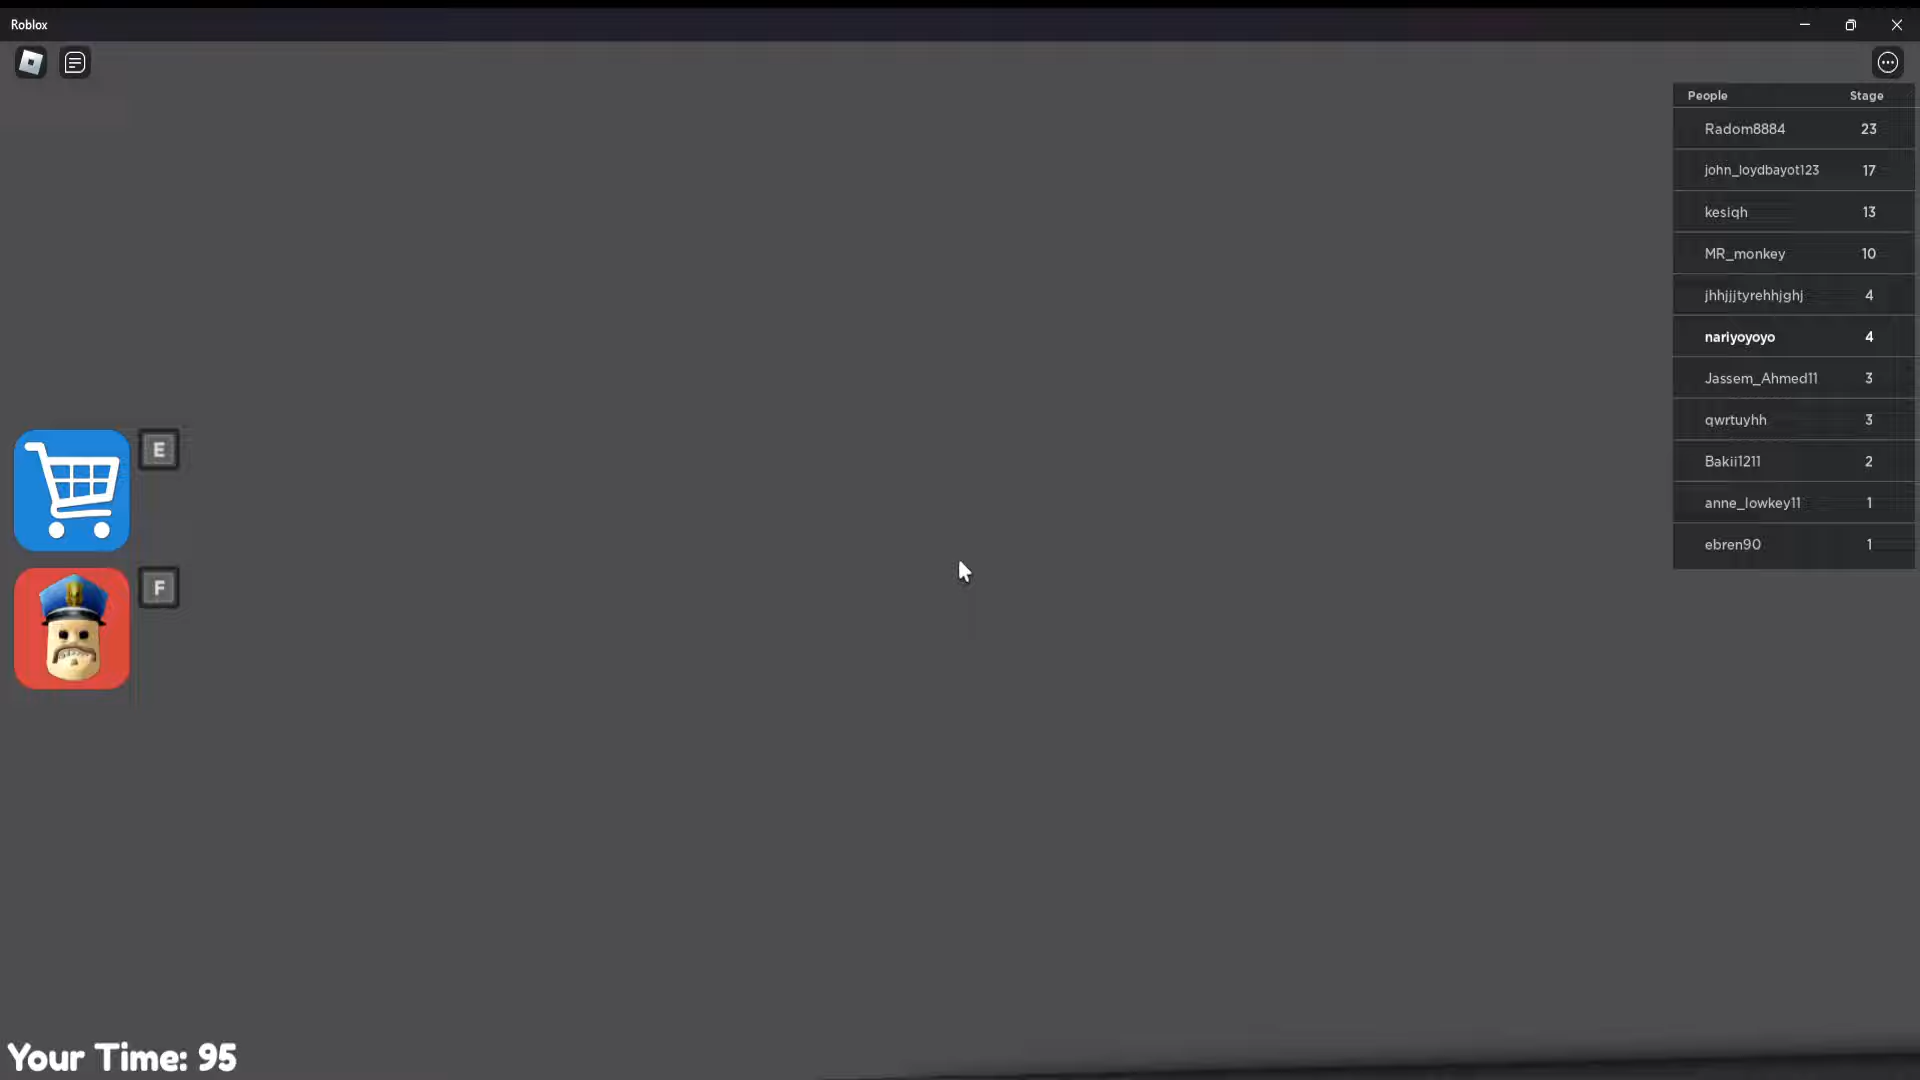 Roblox
People Stage
Radom8884 23
john_loydbayot123 17
kesiqh 13
MR_monkey 10
jhhjjjtyrehhjghj 4
nariyoyoyo 4
Jassem_Ahmed11 3
qwrtuyhh 3
Bakii1211 2
anne_lowkey11 1
ebren90 1
E
F
Your Time: 95